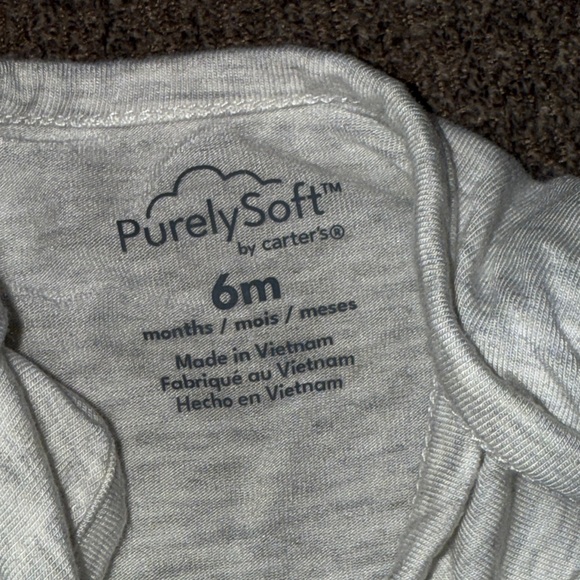 PurelySoft™
by carter's®
6m
months / mois / meses
Made in Vietnam
Fabriqué au Vietnam
Hecho en Vietnam